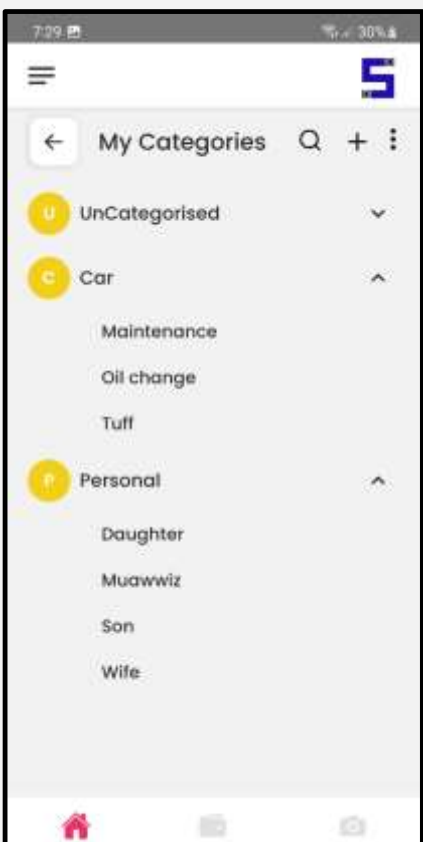 7:29
30%
S
My Categories
U UnCategorised
C Car
Maintenance
Oil change
Tuff
P Personal
Daughter
Muawwiz
Son
Wife